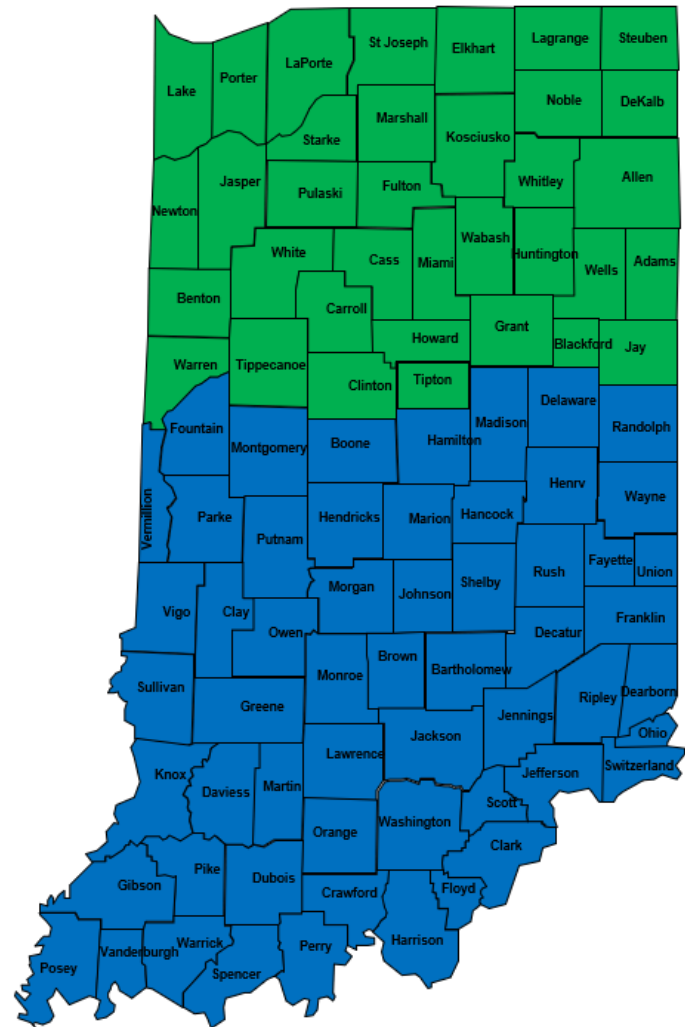 St Joseph
Elkhart
Lagrange
Steuben
LaPorte
Porter
Lake
Noble
DeKalb
Marshall
Kosciusko
Starke
Whitley
Allen
Jasper
Pulaski
Fulton
Newton
Wabash
White
Cass
Miami
Huntington
Wells
Adams
Benton
Carroll
Grant
Howard
Blackford
Jay
Warren
Tippecanoe
Clinton
Tipton
Delaware
Madison
Randolph
Fountain
Montgomery
Boone
Hamilton
Henrv
Wayne
Vermillion
Parke
Hendricks
Marion
Hancock
Putnam
Fayette
Union
Rush
Morgan
Johnson
Shelby
Vigo
Clay
Franklin
Owen
Decatur
Brown
Bartholomew
Monroe
Sullivan
Greene
Ripley
Dearborn
Jennings
Ohio
Jackson
Lawrence
Switzerland
Knox
Jefferson
Martin
Daviess
Scott
Washington
Orange
Clark
Pike
Dubois
Gibson
Crawford
Floyd
Harrison
Warrick
Vanderburgh
Perry
Posey
Spencer